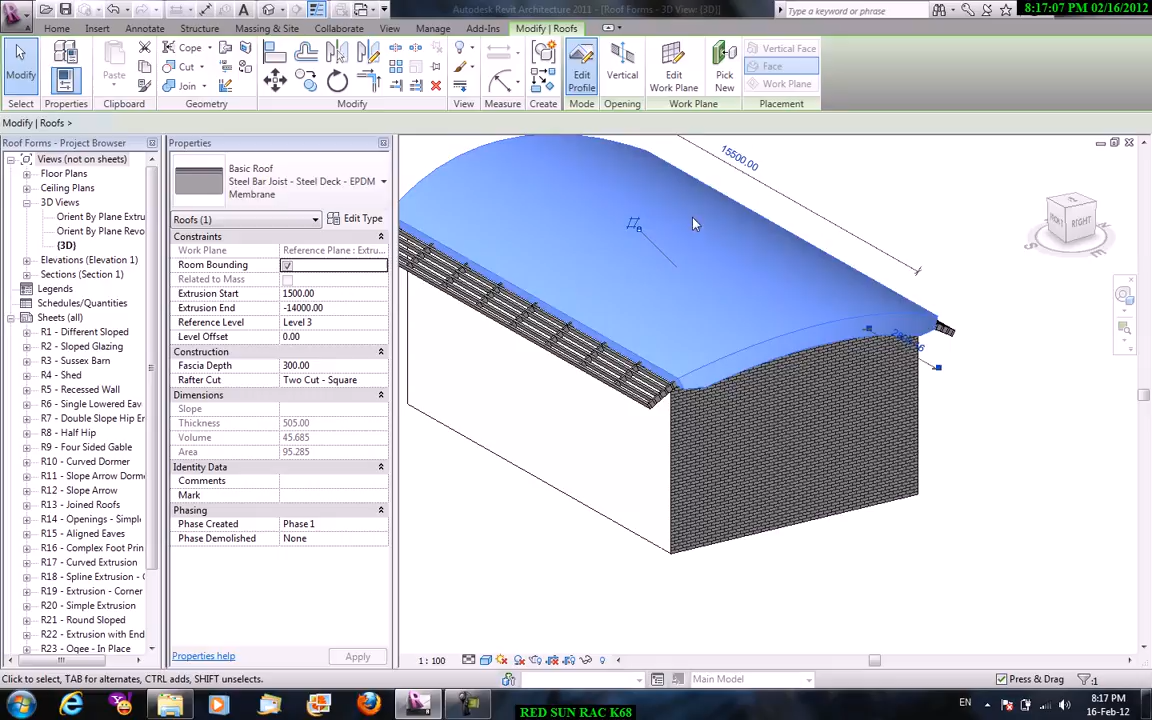 Autodesk Revit Architecture 2011 - [Roof Forms - 3D View: {3D}]
Type a keyword or phrase
8:17:07 PM 02/16/2012
Home Insert Annotate Structure Massing & Site Collaborate View Manage Add-Ins Modify | Roofs
Modify Paste Cope Cut Join
Properties
Edit Profile Vertical Edit Work Plane Pick New
Vertical Face
Face
Work Plane
Select Properties Clipboard Geometry Modify View Measure Create Mode Opening Work Plane Placement
Modify | Roofs >
Roof Forms - Project Browser
Views (not on sheets)
Floor Plans
Ceiling Plans
3D Views
Orient By Plane Extru
Orient By Plane Revo
{3D}
Elevations (Elevation 1)
Sections (Section 1)
Legends
Schedules/Quantities
Sheets (all)
R1 - Different Sloped
R2 - Sloped Glazing
R3 - Sussex Barn
R4 - Shed
R5 - Recessed Wall
R6 - Single Lowered Eav
R7 - Double Slope Hip Er
R8 - Half Hip
R9 - Four Sided Gable
R10 - Curved Dormer
R11 - Slope Arrow Dorme
R12 - Slope Arrow
R13 - Joined Roofs
R14 - Openings - Simple
R15 - Aligned Eaves
R16 - Complex Foot Prin
R17 - Curved Extrusion
R18 - Spline Extrusion - (
R19 - Extrusion - Corner
R20 - Simple Extrusion
R21 - Round Sloped
R22 - Extrusion with End
R23 - Ogee - In Place
Properties
Basic Roof
Steel Bar Joist - Steel Deck - EPDM
Membrane
Roofs (1)
Edit Type
Constraints
Work Plane Reference Plane : Extru...
Room Bounding
Related to Mass
Extrusion Start 1500.00
Extrusion End -14000.00
Reference Level Level 3
Level Offset 0.00
Construction
Fascia Depth 300.00
Rafter Cut Two Cut - Square
Dimensions
Slope
Thickness 505.00
Volume 45.685
Area 95.285
Identity Data
Comments
Mark
Phasing
Phase Created Phase 1
Phase Demolished None
Properties help
Apply
15500.00
RIGHT
1 : 100
Click to select, TAB for alternates, CTRL adds, SHIFT unselects.
Main Model
Press & Drag
:1
EN
8:17 PM
16-Feb-12
RED SUN RAC K68